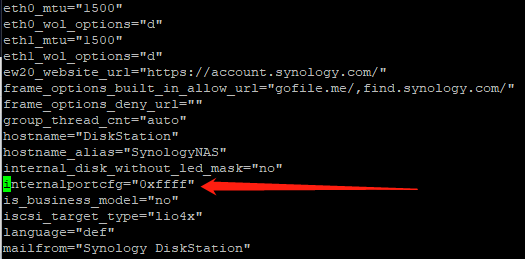 eth0_mtu="1500"
eth0_wol_options="d"
eth1_mtu="1500"
eth1_wol_options="d"
ew20_website_url="https://account.synology.com/"
frame_options_built_in_allow_url="gofile.me/,find.synology.com/"
frame_options_deny_url=""
group_thread_cnt="auto"
hostname="DiskStation"
hostname_alias="SynologyNAS"
internal_disk_without_led_mask="no"
internalportcfg="0xffff"
is_business_model="no"
iscsi_target_type="lio4x"
language="def"
mailfrom="Synology DiskStation"